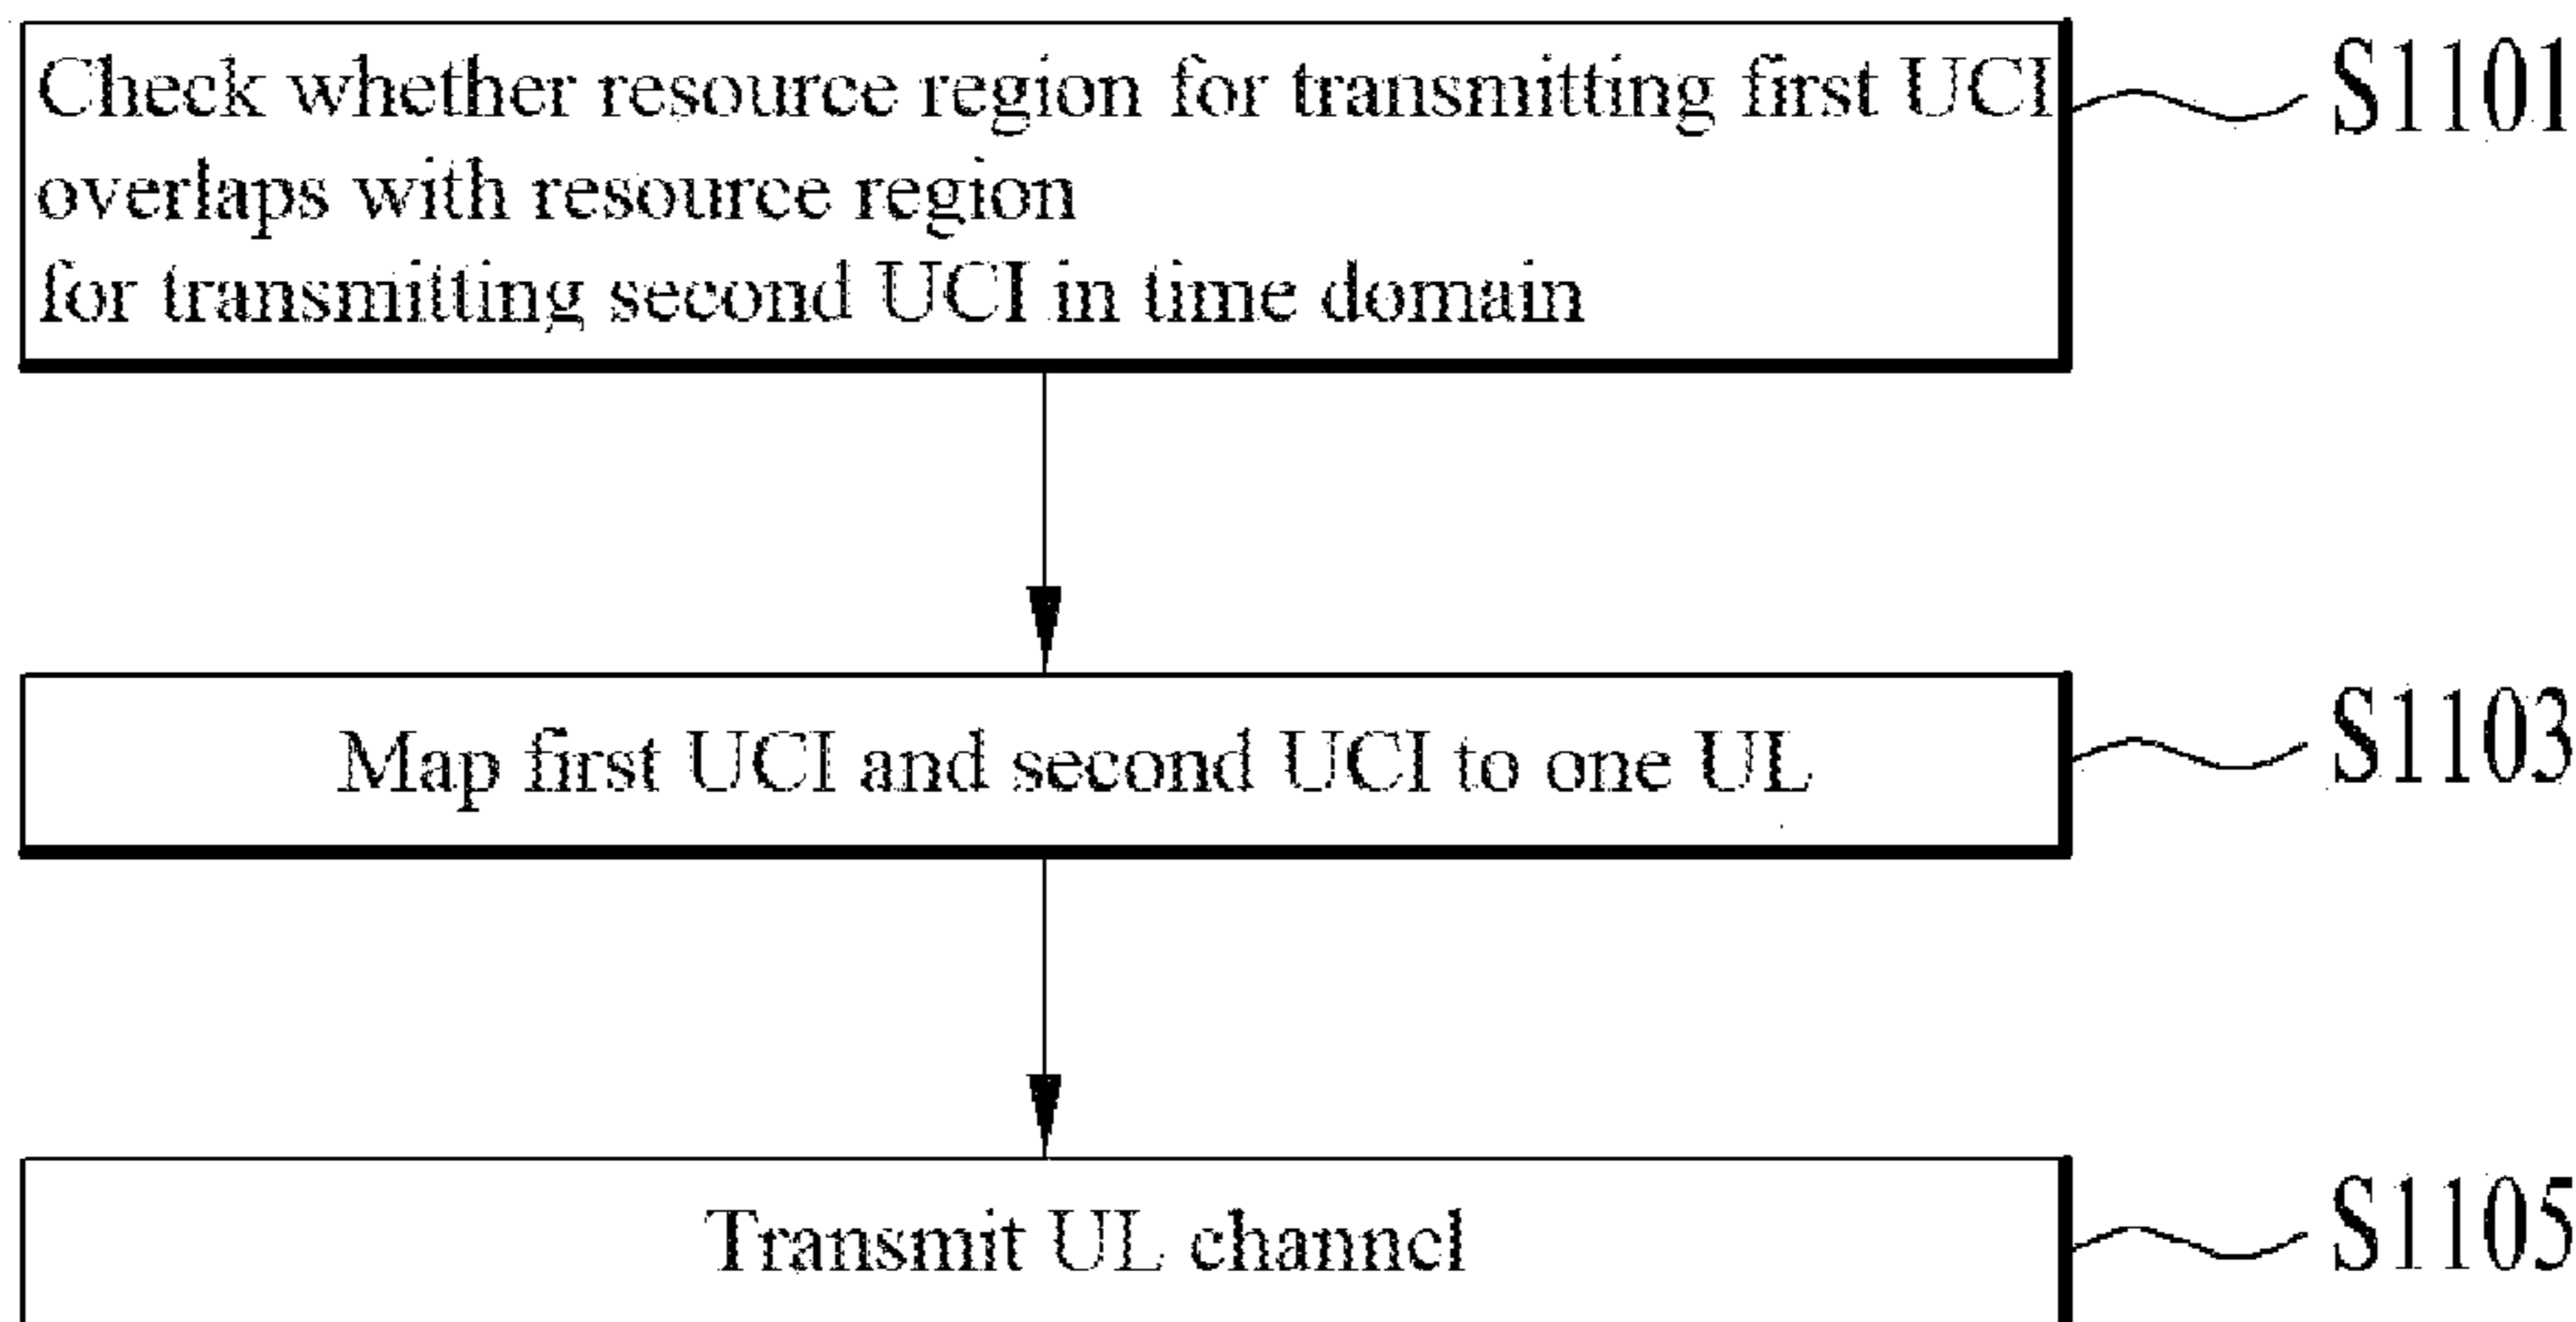 Check whether resource region for transmitting first UCI
S1101
overlaps with resource region
for transmitting second UCI in time domain
Map first UCI and second UCI to one UL
S1103
Transmit UL channel
S1105